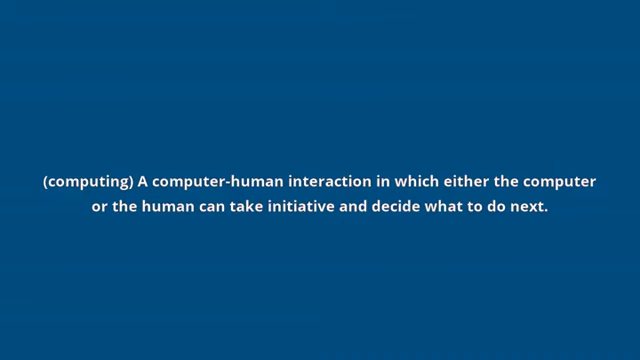 (computing) A computer-human interaction in which either the computer
or the human can take initiative and decide what to do next.